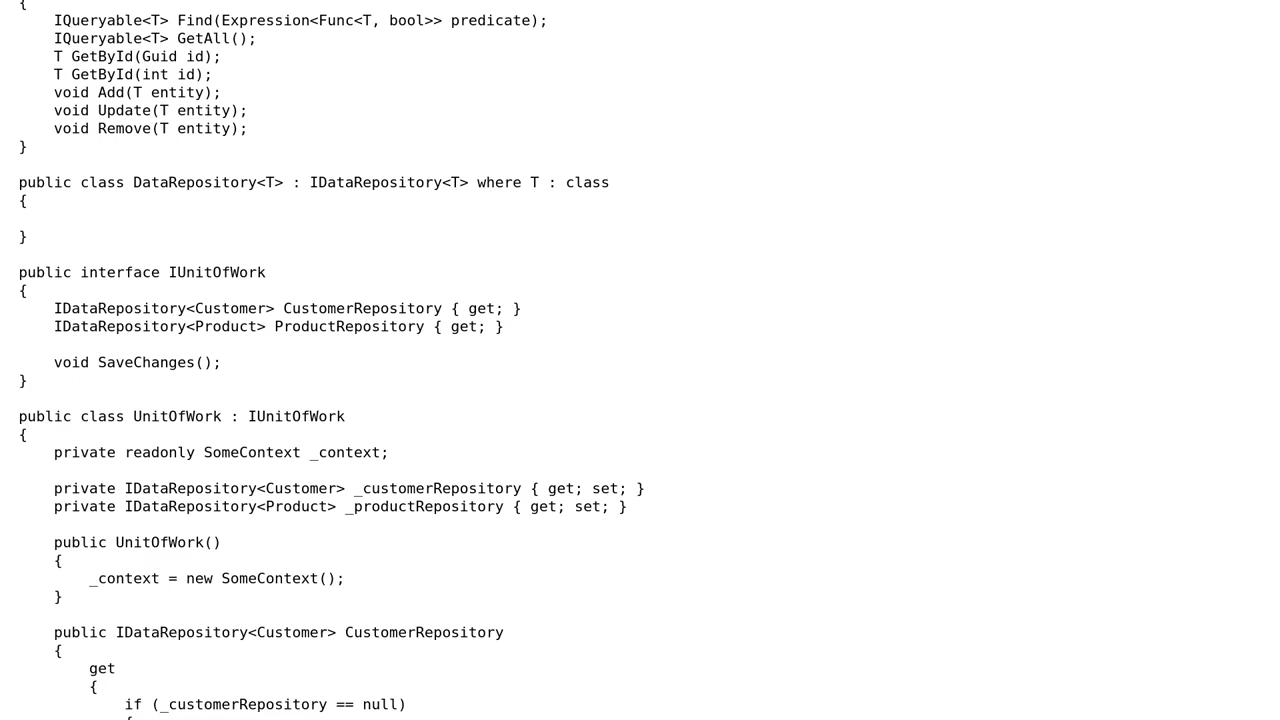 {
    IQueryable<T> Find(Expression<Func<T, bool>> predicate);
    IQueryable<T> GetAll();
    T GetById(Guid id);
    T GetById(int id);
    void Add(T entity);
    void Update(T entity);
    void Remove(T entity);
}

public class DataRepository<T> : IDataRepository<T> where T : class
{

}

public interface IUnitOfWork
{
    IDataRepository<Customer> CustomerRepository { get; }
    IDataRepository<Product> ProductRepository { get; }

    void SaveChanges();
}

public class UnitOfWork : IUnitOfWork
{
    private readonly SomeContext _context;

    private IDataRepository<Customer> _customerRepository { get; set; }
    private IDataRepository<Product> _productRepository { get; set; }

    public UnitOfWork()
    {
        _context = new SomeContext();
    }

    public IDataRepository<Customer> CustomerRepository
    {
        get
        {
            if (_customerRepository == null)
            {